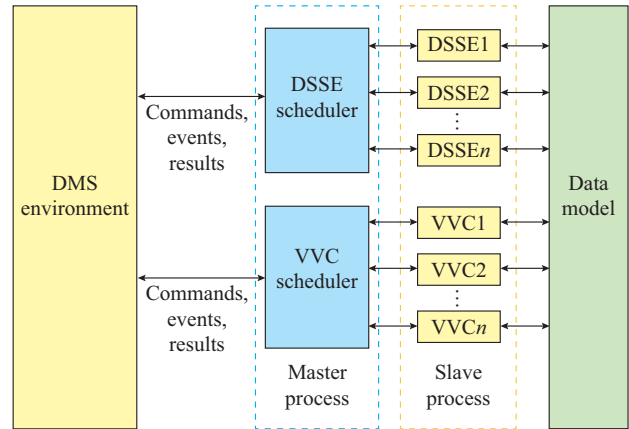 DMS
environment
Commands,
events,
results
Commands,
events,
results
DSSE
scheduler
VVC
scheduler
Master
process
DSSE1
DSSE2
⋮
DSSEn
VVC1
VVC2
⋮
VVCn
Slave
process
Data
model